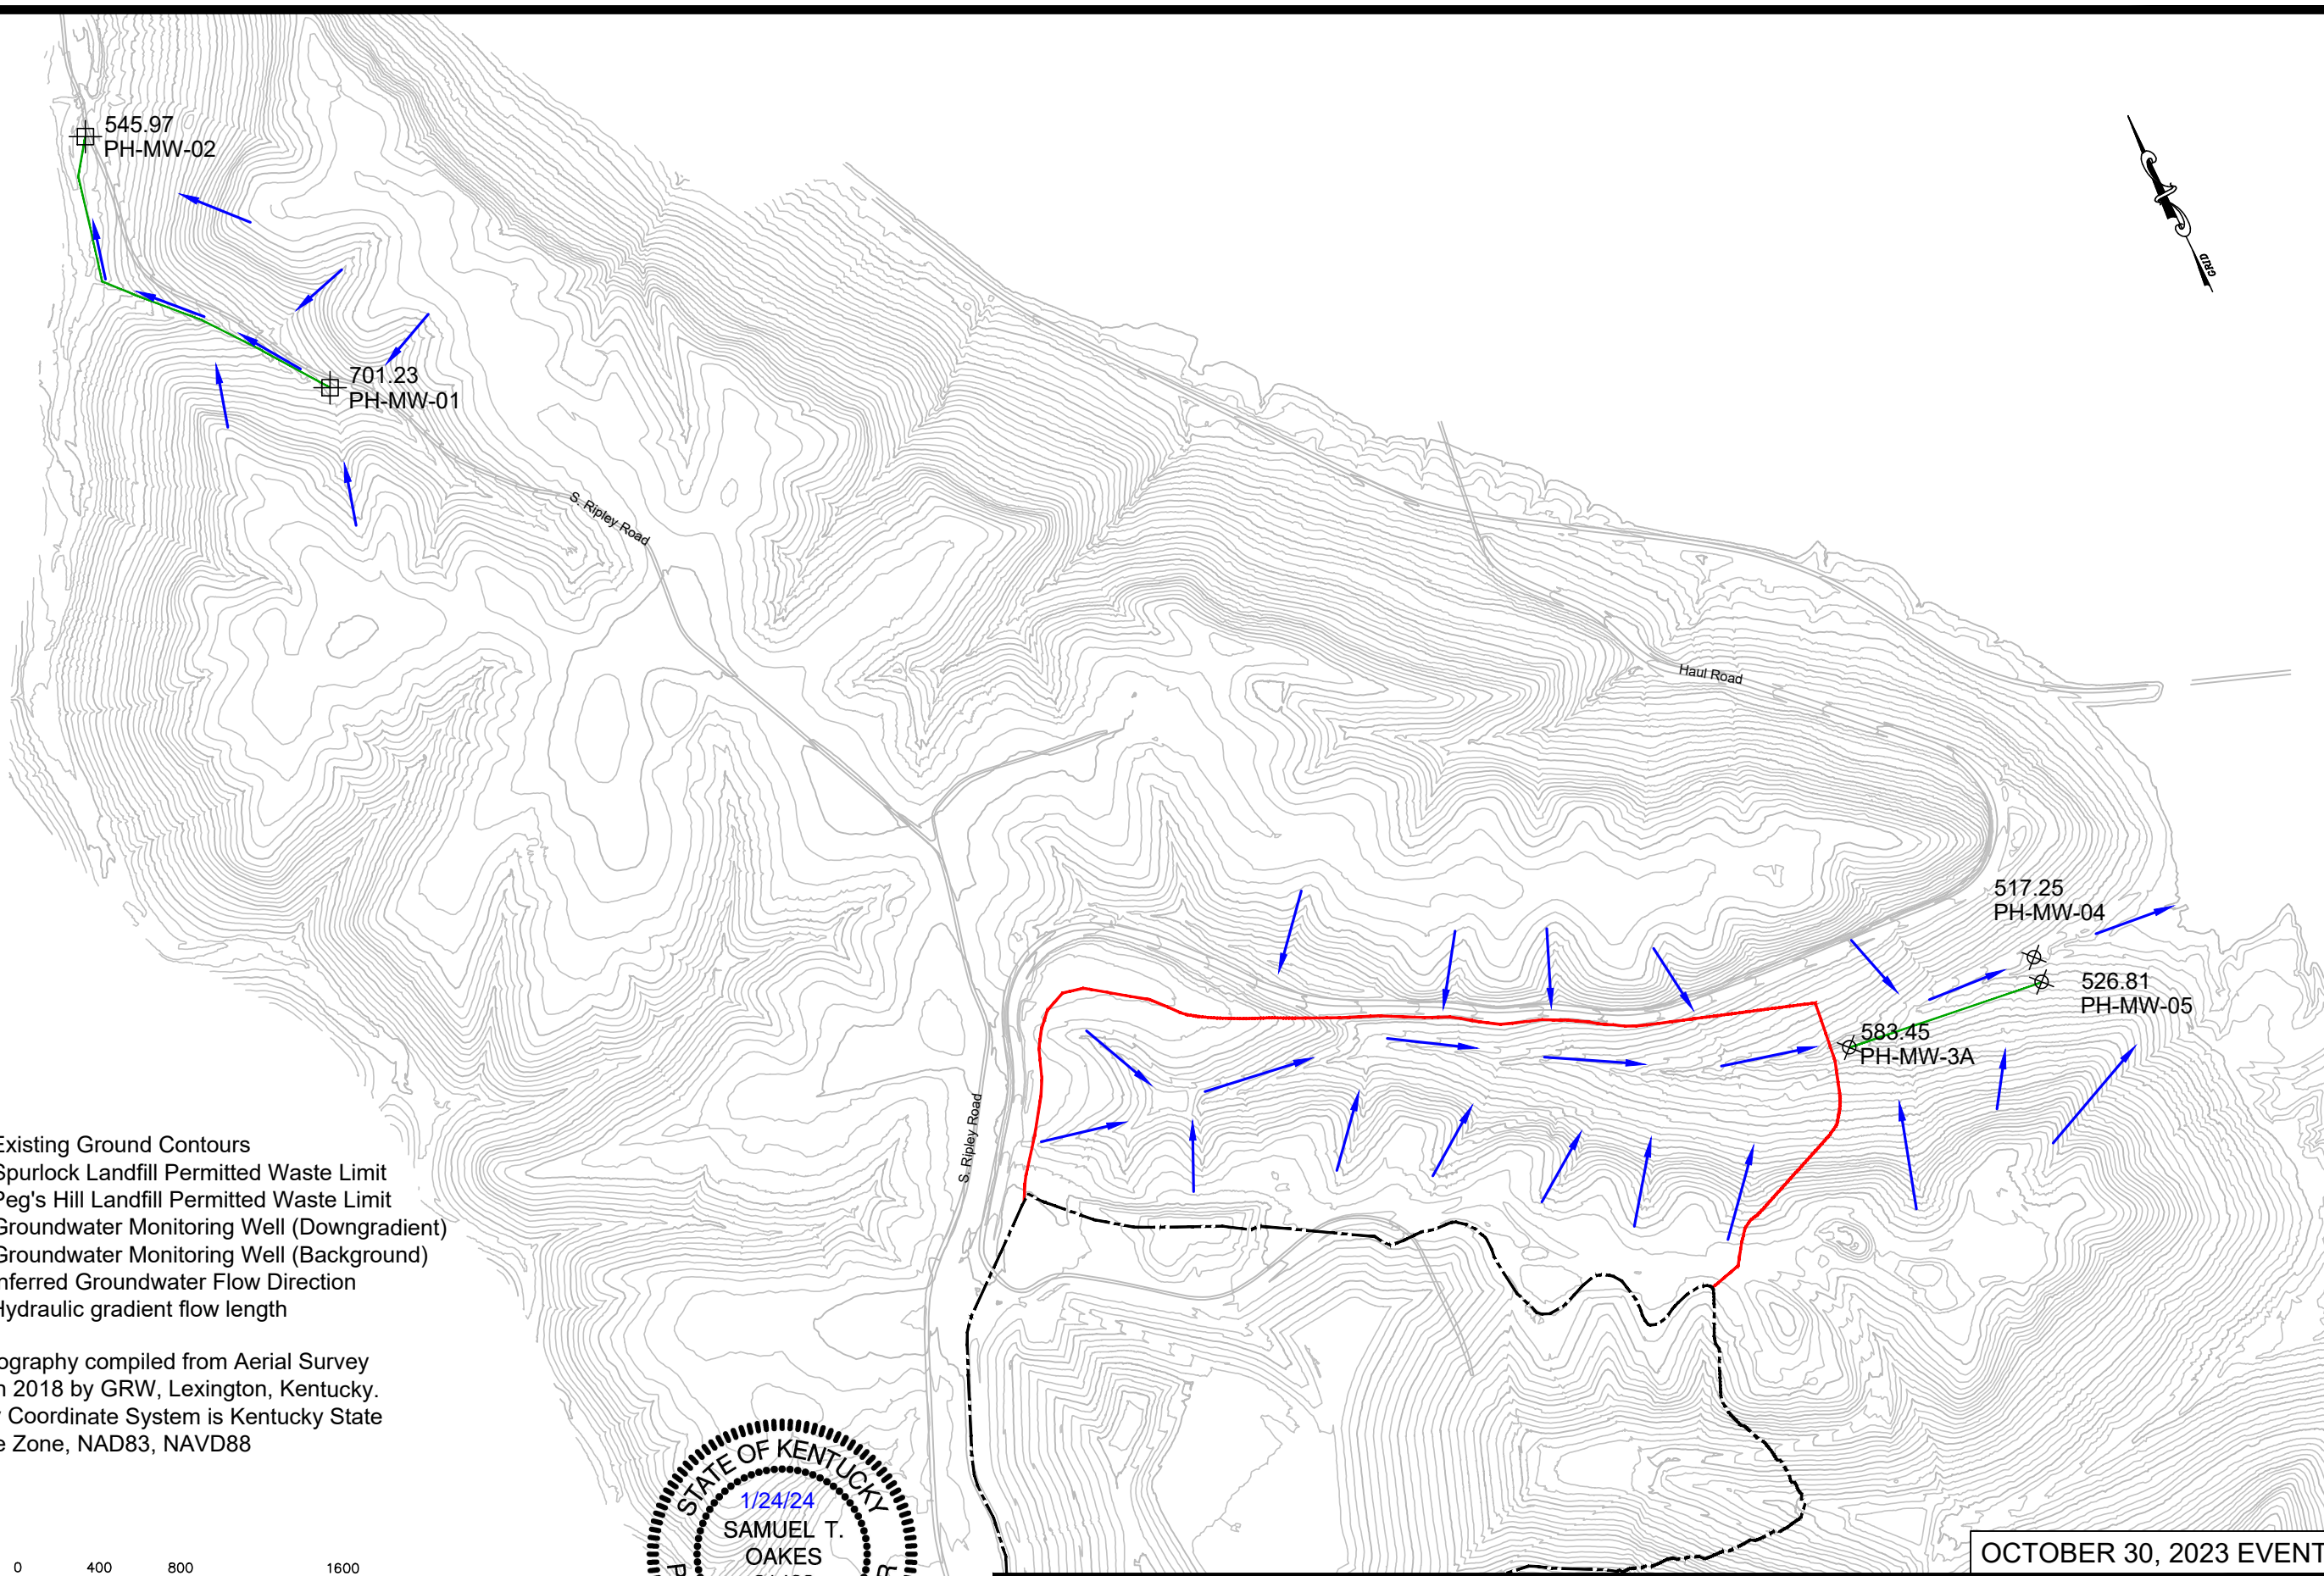 545.97
PH-MW-02
701.23
PH-MW-01
GRID
S. Ripley Road
Haul Road
517.25
PH-MW-04
526.81
PH-MW-05
583.45
PH-MW-3A
S. Ripley Road
Existing Ground Contours
Spurlock Landfill Permitted Waste Limit
Peg's Hill Landfill Permitted Waste Limit
Groundwater Monitoring Well (Downgradient)
Groundwater Monitoring Well (Background)
nferred Groundwater Flow Direction
Hydraulic gradient flow length
ography compiled from Aerial Survey
n 2018 by GRW, Lexington, Kentucky.
Coordinate System is Kentucky State
e Zone, NAD83, NAVD88
STATE OF KENTUCKY
1/24/24
SAMUEL T.
OAKES
0 400 800 1600
OCTOBER 30, 2023 EVENT